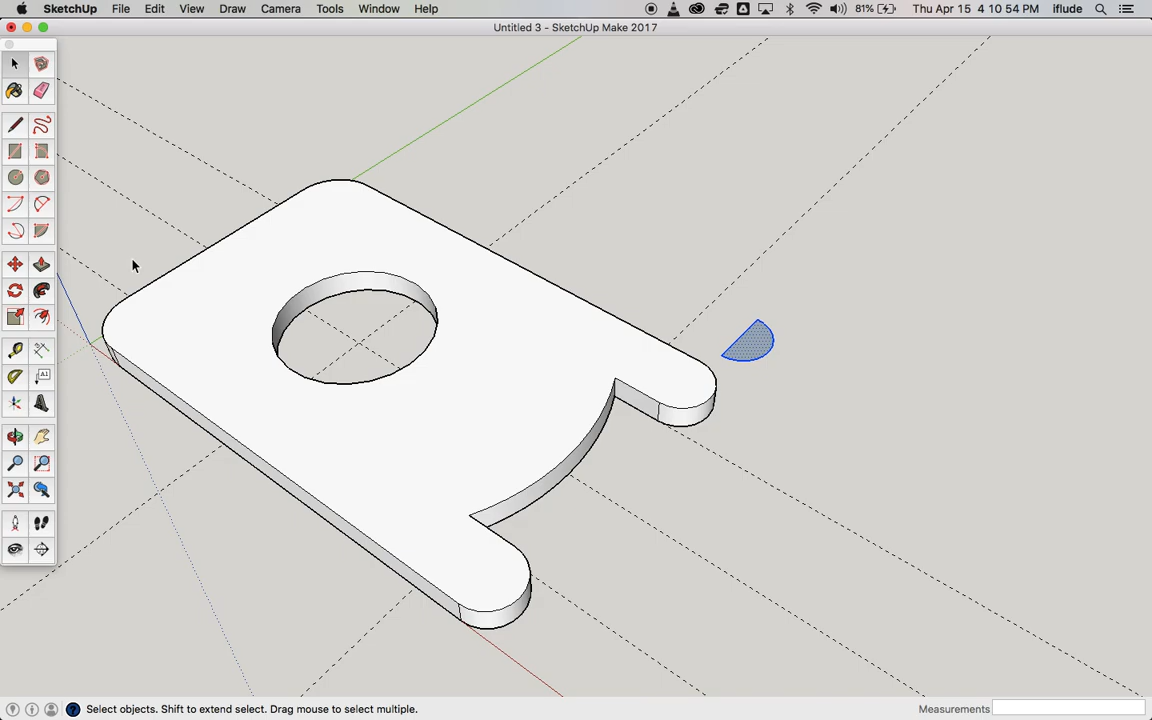 SketchUp File Edit View Draw Camera Tools Window Help 81% Thu Apr 15 4:10:54 PM iflude
Untitled 3 - SketchUp Make 2017
A1
Select objects. Shift to extend select. Drag mouse to select multiple. Measurements